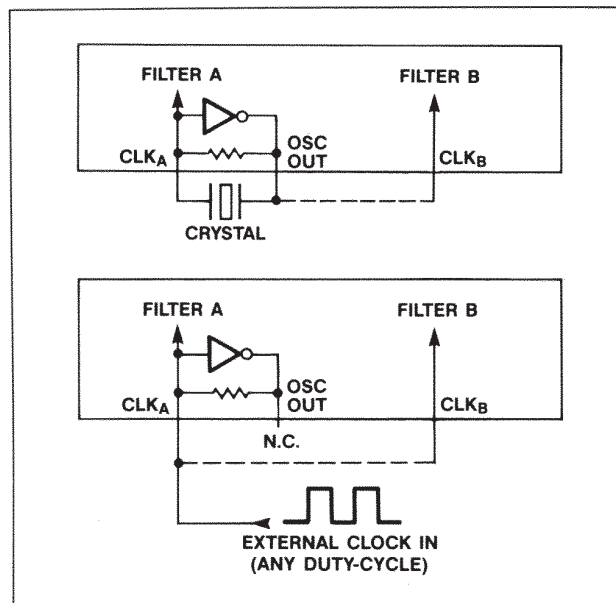 FILTER A FILTER B
CLKA OSC OUT CLKB
CRYSTAL
FILTER A FILTER B
CLKA OSC OUT CLKB
N.C.
EXTERNAL CLOCK IN
(ANY DUTY-CYCLE)